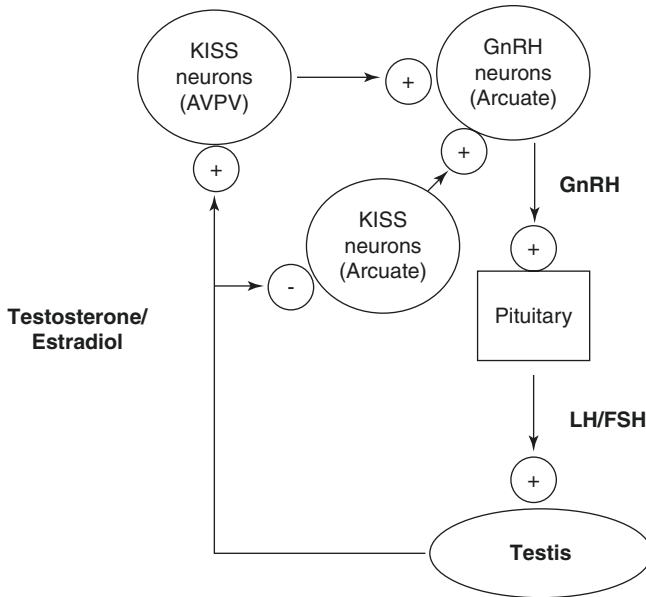 KISS
neurons
(AVPV)
+
GnRH
neurons
(Arcuate)
+
+
GnRH
KISS
neurons
(Arcuate)
+
-
Testosterone/
Estradiol
Pituitary
LH/FSH
+
Testis